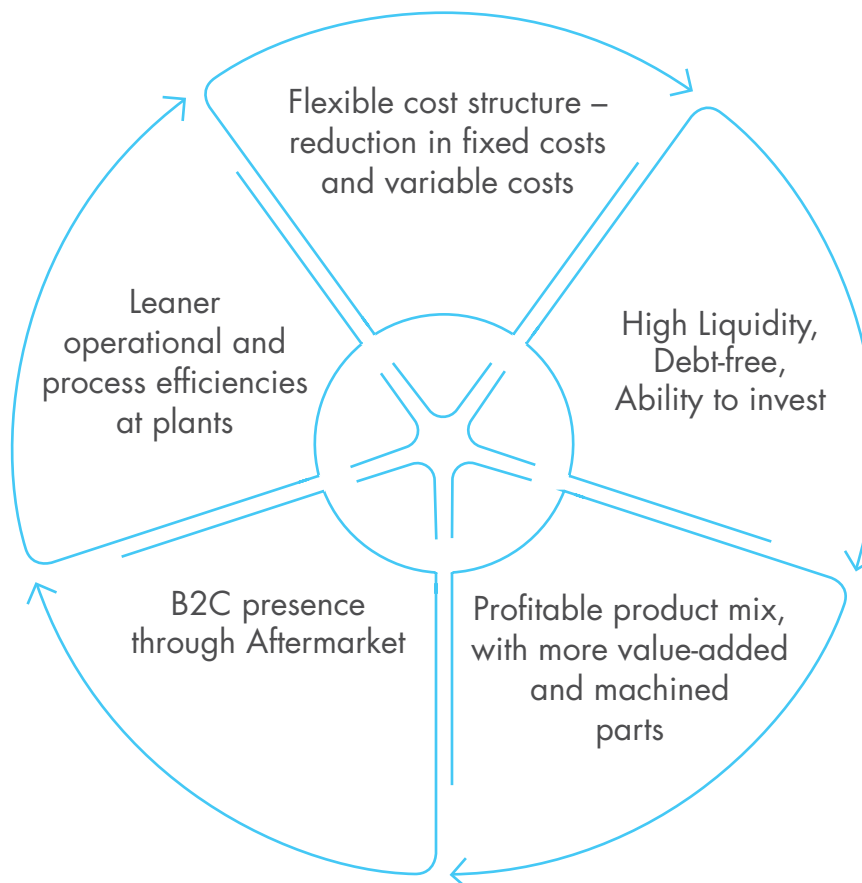 Flexible cost structure –
reduction in fixed costs
and variable costs
High Liquidity,
Debt-free,
Ability to invest
Profitable product mix,
with more value-added
and machined
parts
B2C presence
through Aftermarket
Leaner
operational and
process efficiencies
at plants